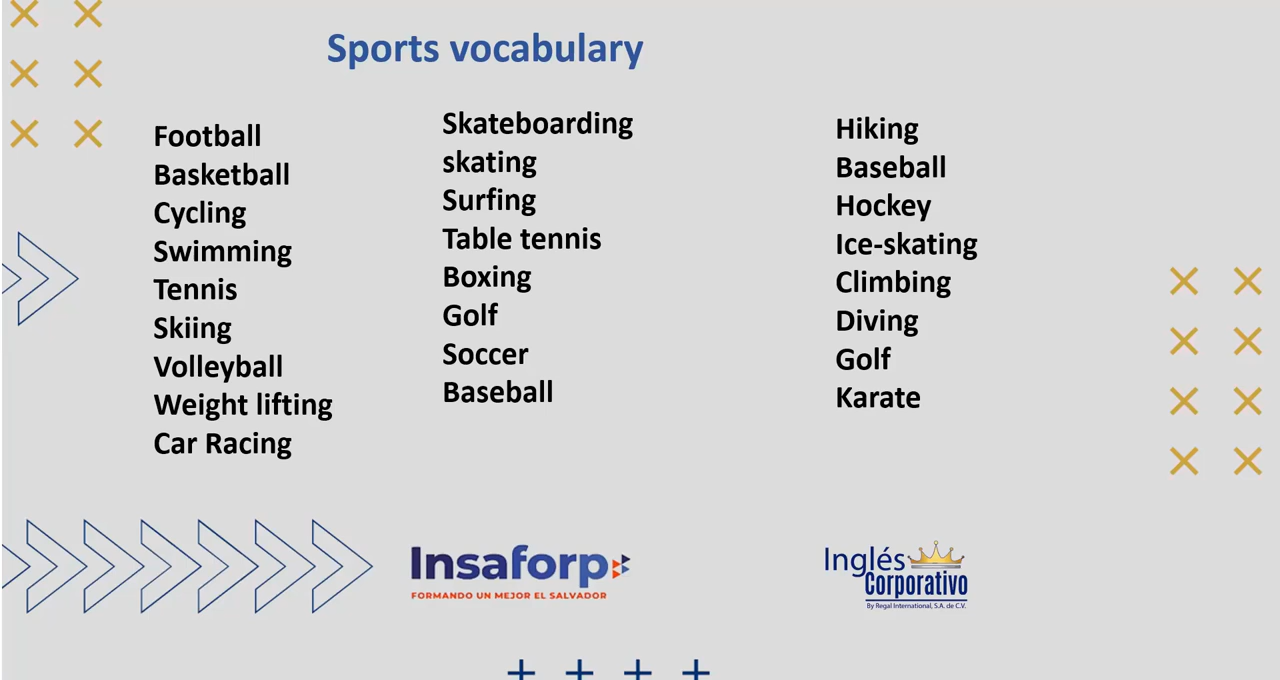 Sports vocabulary
Football
Basketball
Cycling
Swimming
Tennis
Skiing
Volleyball
Weight lifting
Car Racing
Skateboarding
skating
Surfing
Table tennis
Boxing
Golf
Soccer
Baseball
Hiking
Baseball
Hockey
Ice-skating
Climbing
Diving
Golf
Karate
Insaforp
FORMANDO UN MEJOR EL SALVADOR
Inglés
Corporativo
By Regal International, S.A. de C.V.